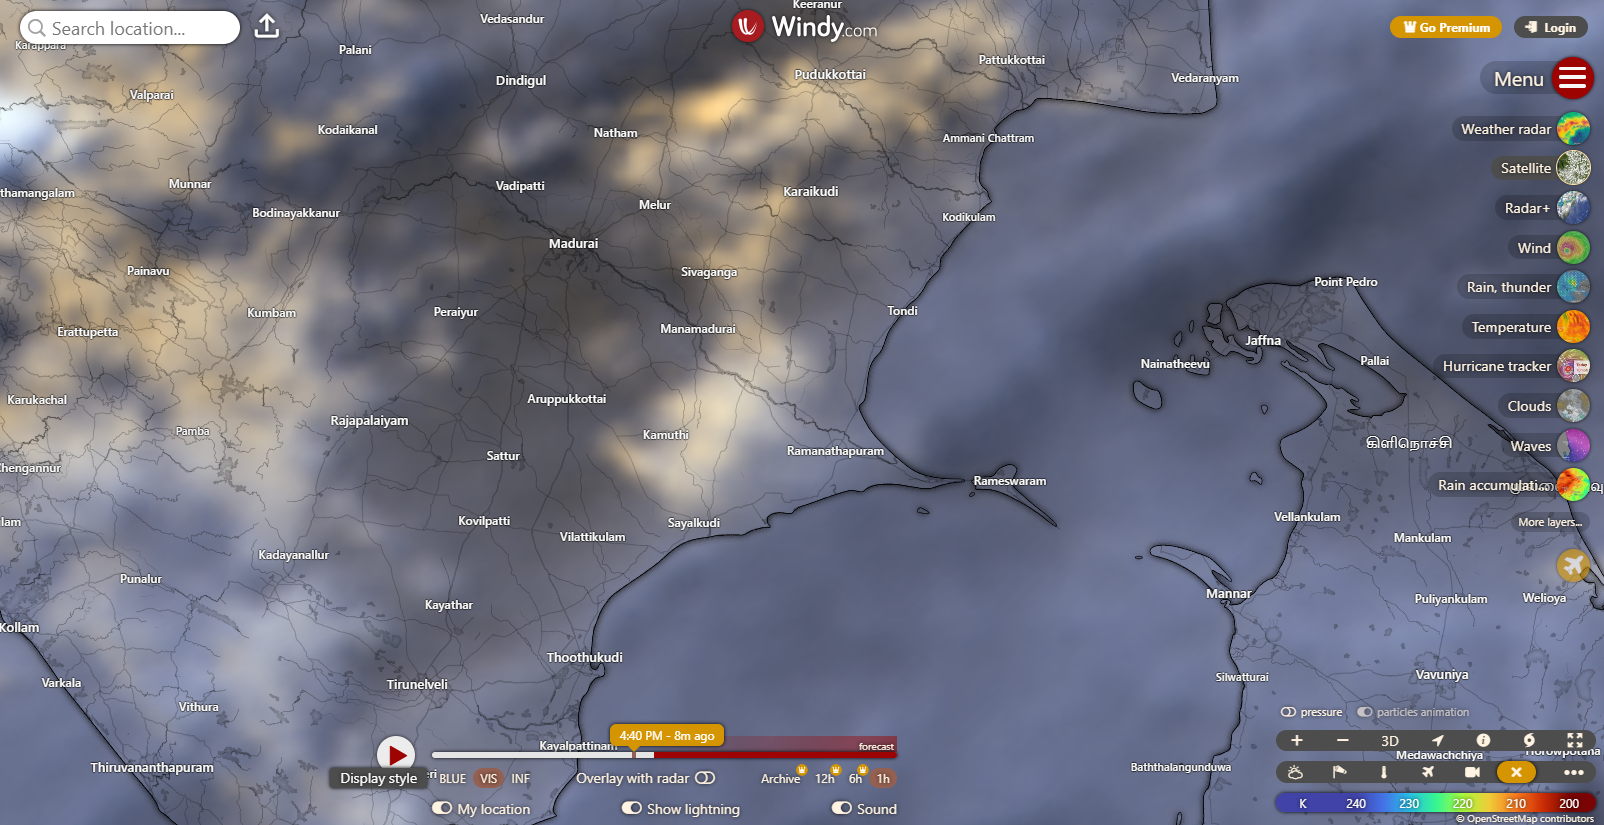 Search location...
Windy.com
Go Premium
Login
Menu
Weather radar
Satellite
Radar+
Wind
Rain, thunder
Temperature
Hurricane tracker
Clouds
Waves
Rain accumulati...
More layers...
Keeranur
Vedasandur
Karappara
Palani
Pattukkottai
Vedaranyam
Dindigul
Pudukkottai
Valparai
Kodaikanal
Natham
Ammani Chattram
thamangalam
Munnar
Vadipatti
Karaikudi
Melur
Bodinayakkanur
Kodikulam
Madurai
Painavu
Sivaganga
Point Pedro
Kumbam
Peraiyur
Tondi
Erattupetta
Manamadurai
Jaffna
Nainatheevu
Pallai
Karukachal
Aruppukkottai
Rajapalaiyam
Pamba
Kamuthi
கிளிநொச்சி
Sattur
Ramanathapuram
Chengannur
Rameswaram
lam
Kovilpatti
Sayalkudi
Vellankulam
Vilattikulam
Mankulam
Kadayanallur
Punalur
Kayathar
Mannar
Puliyankulam
Welioya
Kollam
Thoothukudi
Varkala
Tirunelveli
Silwatturai
Vavuniya
Vithura
Kayalpattinam
Thiruvananthapuram
Baththalangunduwa
Medawachchiya
Horowpotana
4:40 PM - 8m ago
forecast
Display style
eri
BLUE VIS INF
Overlay with radar
Archive 12h 6h 1h
My location
Show lightning
Sound
pressure
particles animation
3D
K 240 230 220 210 200
© OpenStreetMap contributors